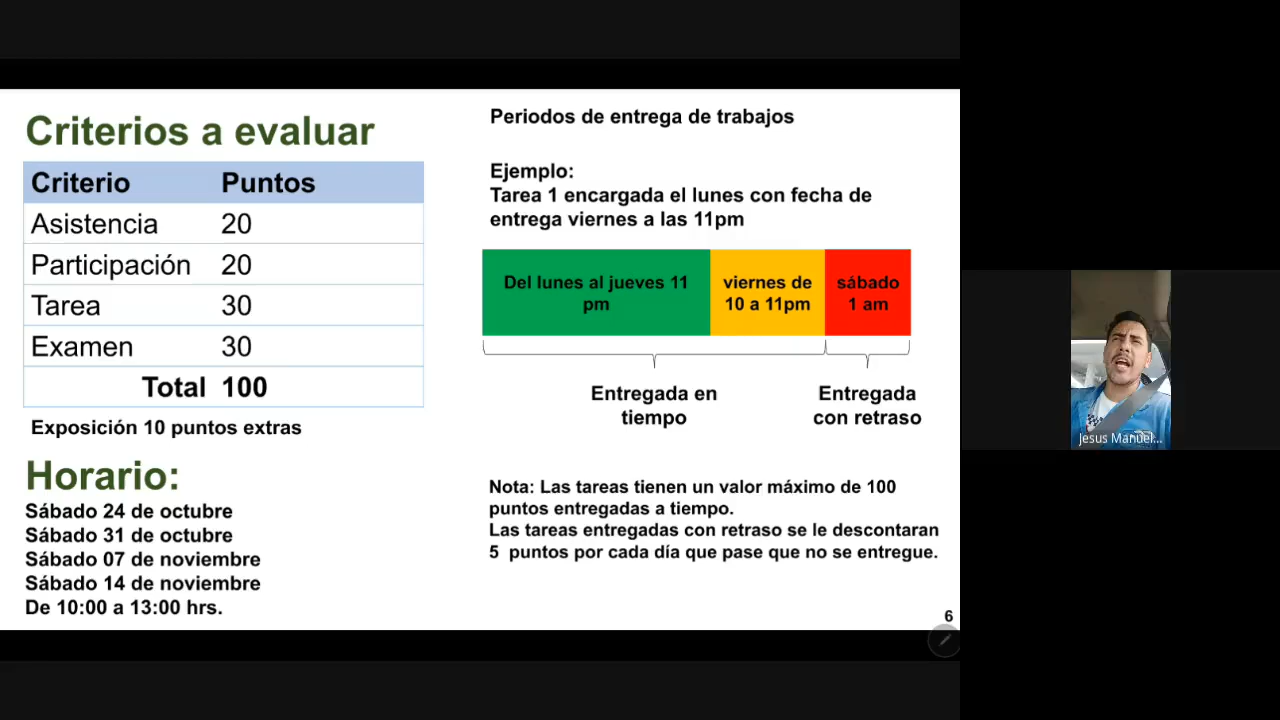 Criterios a evaluar
Criterio Puntos
Asistencia 20
Participación 20
Tarea 30
Examen 30
Total 100
Exposición 10 puntos extras
Horario:
Sábado 24 de octubre
Sábado 31 de octubre
Sábado 07 de noviembre
Sábado 14 de noviembre
De 10:00 a 13:00 hrs.
Periodos de entrega de trabajos
Ejemplo:
Tarea 1 encargada el lunes con fecha de
entrega viernes a las 11pm
Del lunes al jueves 11
pm
viernes de
10 a 11pm
sábado
1 am
Entregada en
tiempo
Entregada
con retraso
Nota: Las tareas tienen un valor máximo de 100
puntos entregadas a tiempo.
Las tareas entregadas con retraso se le descontaran
5 puntos por cada día que pase que no se entregue.
6
Jesus Manuel...